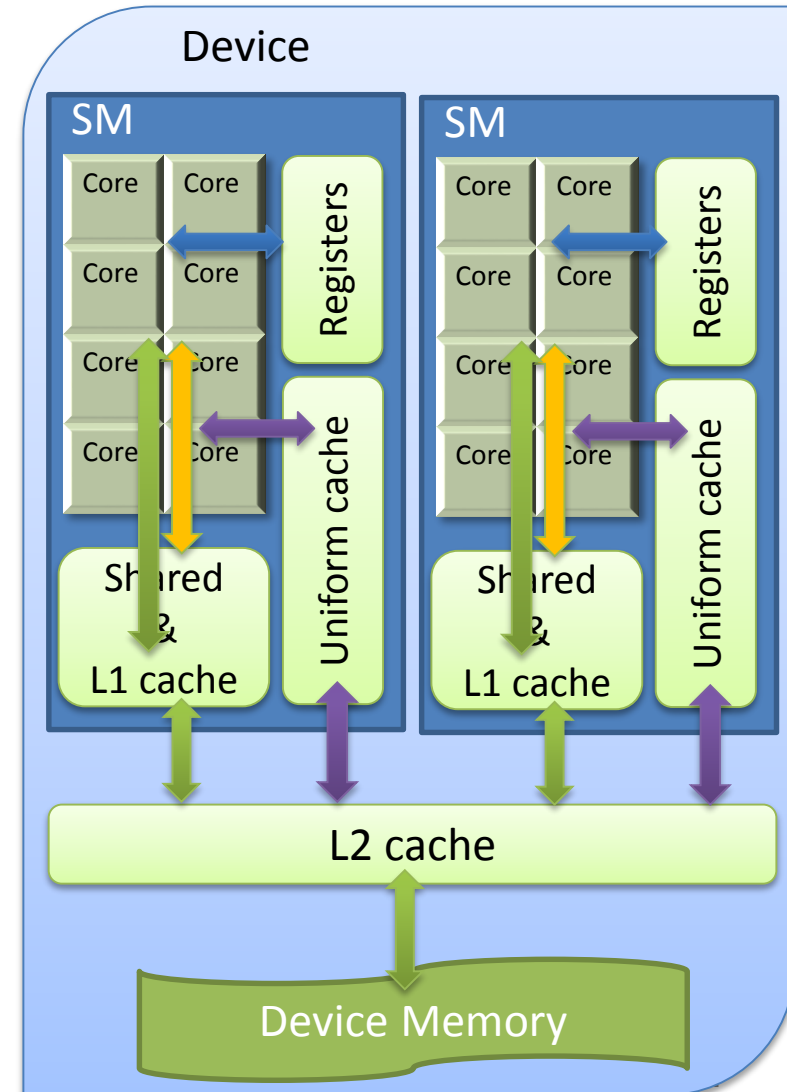 Device
SM
Core Core
Core Core
Core Core
Core Core
Registers
Uniform cache
Shared
&
L1 cache
SM
Core Core
Core Core
Core Core
Core Core
Registers
Uniform cache
Shared
&
L1 cache
L2 cache
Device Memory